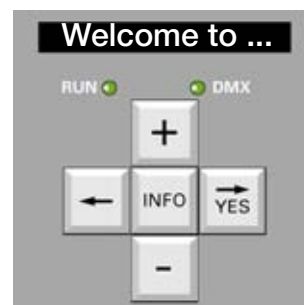 Welcome to ...
RUN DMX
+
← INFO → YES
-